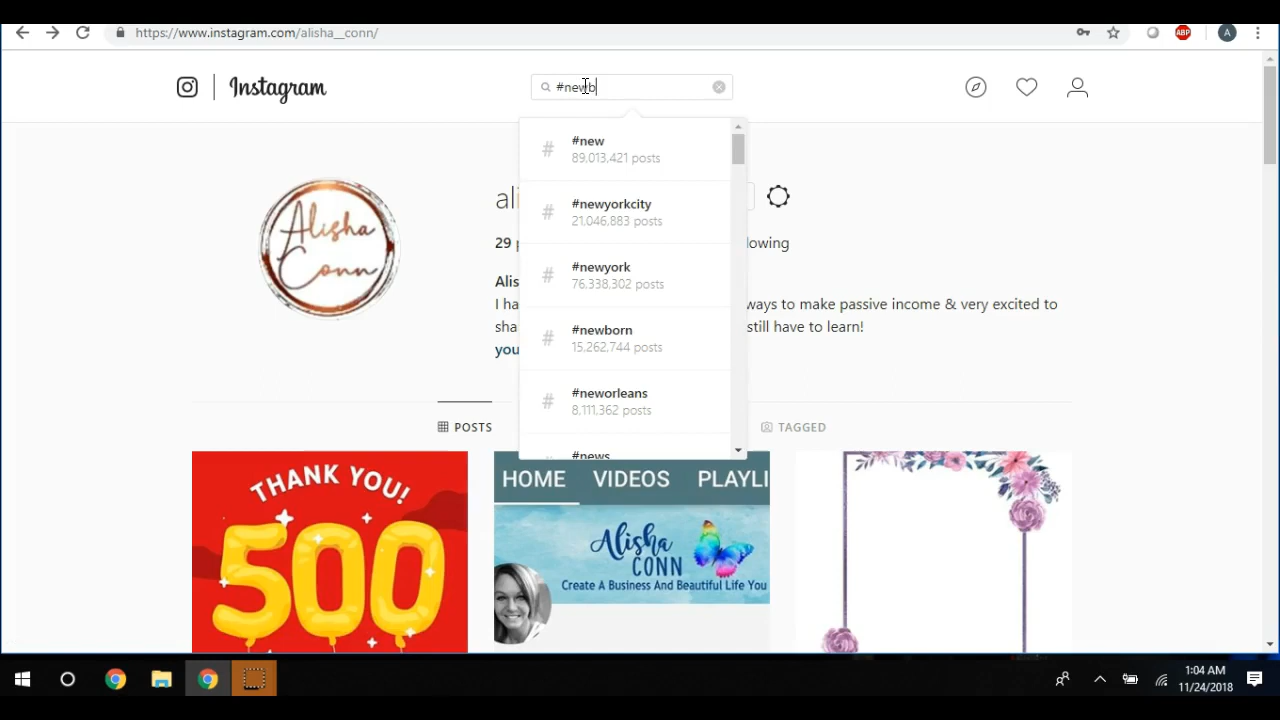 https://www.instagram.com/alisha__conn/
ABP
A
Instagram
#newb
#new
89,013,421 posts
#newyorkcity
21,046,883 posts
#newyork
76,338,302 posts
#newborn
15,262,744 posts
#neworleans
8,111,362 posts
#news
Alisha
Conn
29
lowing
Alis
I ha
ways to make passive income & very excited to
sha
still have to learn!
you
POSTS
TAGGED
THANK YOU!
500
HOME VIDEOS PLAYLI
Alisha
CONN
Create A Business And Beautiful Life You
1:04 AM
11/24/2018